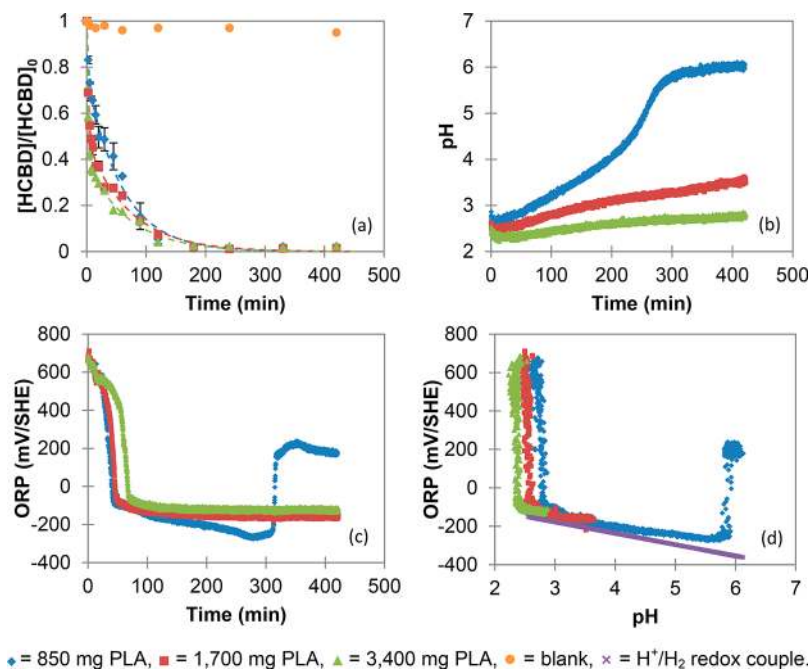 [HCBD]/[HCBD]₀
1
0.8
0.6
0.4
0.2
0
0 100 200 300 400 500
Time (min)
(a)
pH
7
6
5
4
3
2
0 100 200 300 400 500
Time (min)
(b)
ORP (mV/SHE)
800
600
400
200
0
-200
-400
0 100 200 300 400 500
Time (min)
(c)
ORP (mV/SHE)
800
600
400
200
0
-200
-400
2 3 4 5 6 7
pH
(d)
= 850 mg PLA, = 1,700 mg PLA, = 3,400 mg PLA, = blank, = H⁺/H₂ redox couple.